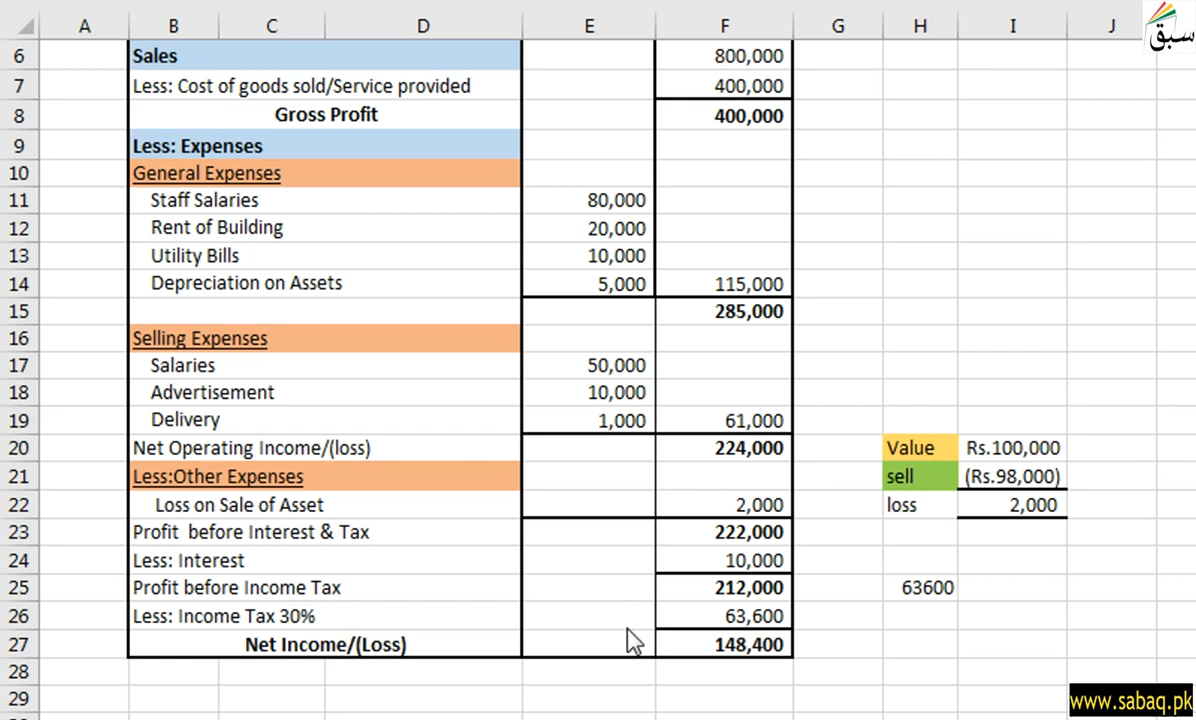 A B C D E F G H I J
سبق
6 Sales 800,000
7 Less: Cost of goods sold/Service provided 400,000
8 Gross Profit 400,000
9 Less: Expenses
10 General Expenses
11 Staff Salaries 80,000
12 Rent of Building 20,000
13 Utility Bills 10,000
14 Depreciation on Assets 5,000 115,000
15 285,000
16 Selling Expenses
17 Salaries 50,000
18 Advertisement 10,000
19 Delivery 1,000 61,000
20 Net Operating Income/(loss) 224,000 Value Rs.100,000
21 Less:Other Expenses sell (Rs.98,000)
22 Loss on Sale of Asset 2,000 loss 2,000
23 Profit before Interest & Tax 222,000
24 Less: Interest 10,000
25 Profit before Income Tax 212,000 63600
26 Less: Income Tax 30% 63,600
27 Net Income/(Loss) 148,400
28
29
www.sabaq.pk